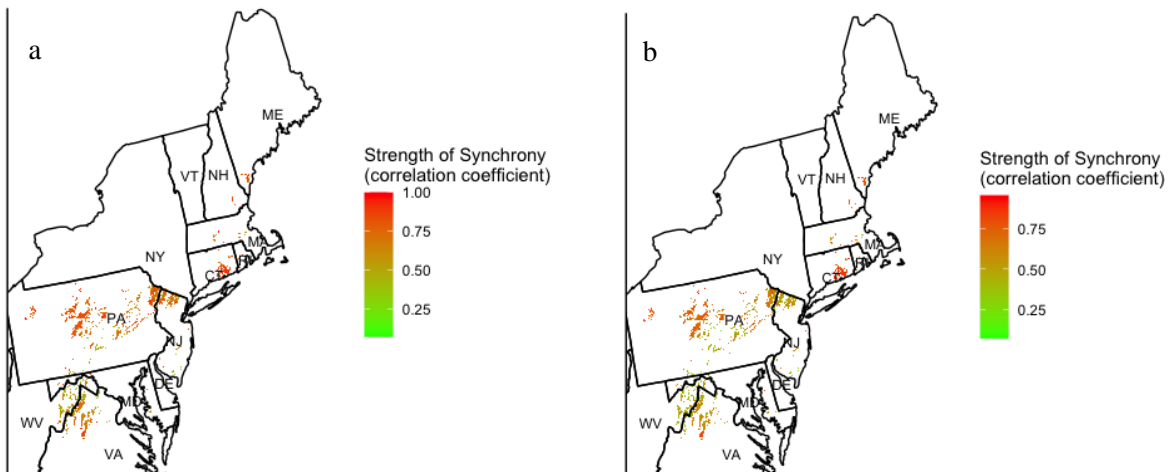 a
ME
VT
NH
MA
CT
NY
PA
NJ
DE
MD
WV
VA
Strength of Synchrony
(correlation coefficient)
1.00
0.75
0.50
0.25
b
ME
VT
NH
MA
CT
NY
PA
NJ
DE
MD
WV
VA
Strength of Synchrony
(correlation coefficient)
0.75
0.50
0.25